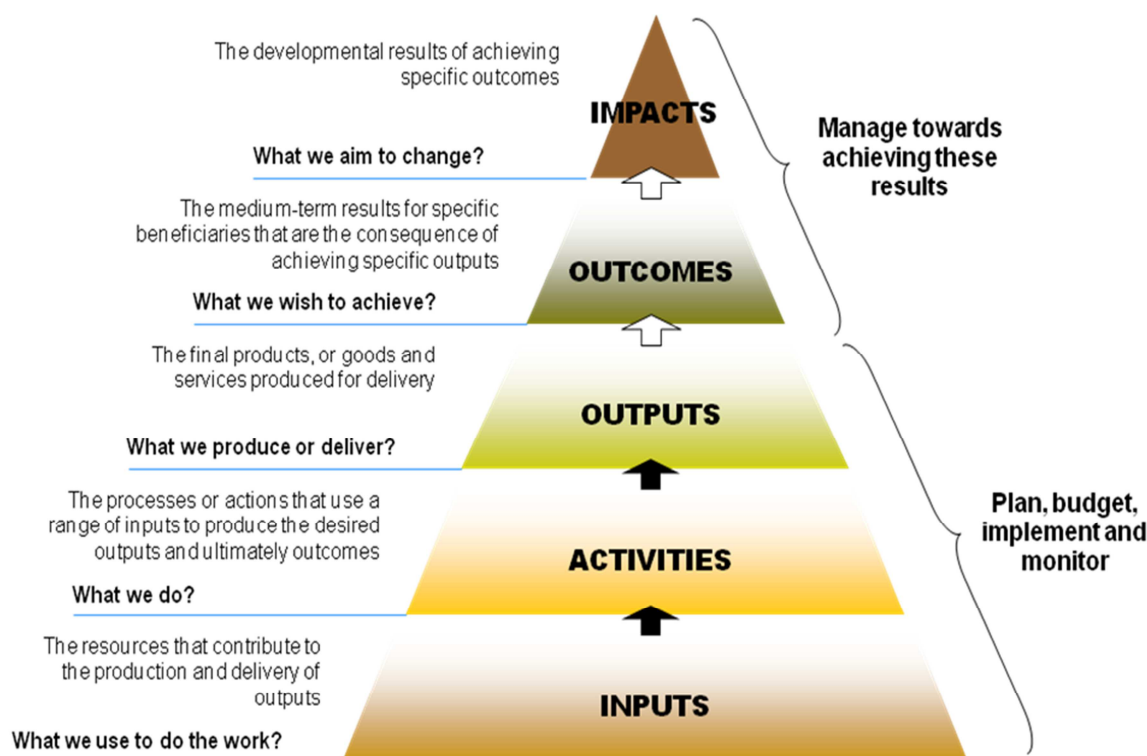 The developmental results of achieving
specific outcomes
IMPACTS
What we aim to change?
Manage towards
achieving these
results
The medium-term results for specific
beneficiaries that are the consequence of
achieving specific outputs
OUTCOMES
What we wish to achieve?
The final products, or goods and
services produced for delivery
OUTPUTS
What we produce or deliver?
The processes or actions that use a
range of inputs to produce the desired
outputs and ultimately outcomes
ACTIVITIES
Plan, budget,
implement and
monitor
What we do?
The resources that contribute to
the production and delivery of
outputs
INPUTS
What we use to do the work?